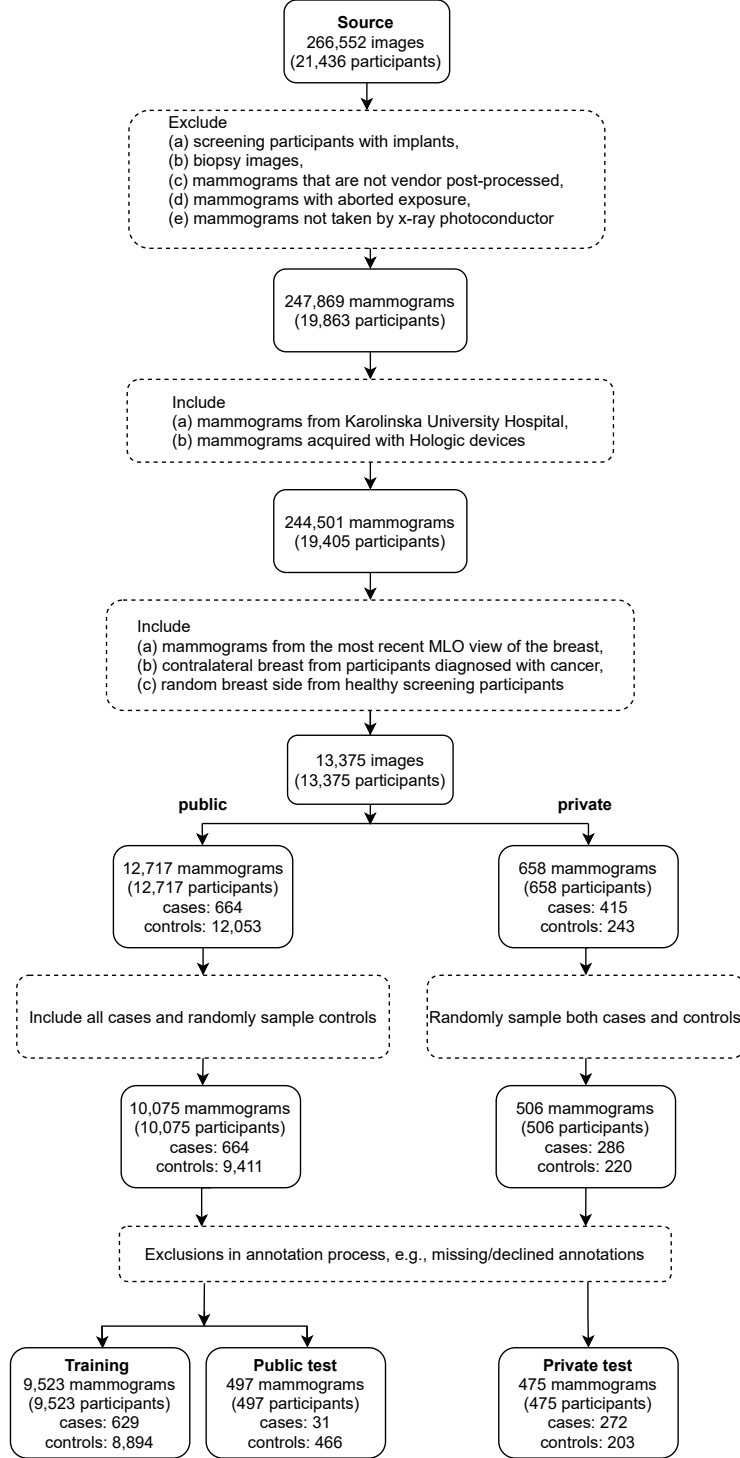 Source
266,552 images
(21,436 participants)
Exclude
(a) screening participants with implants,
(b) biopsy images,
(c) mammograms that are not vendor post-processed,
(d) mammograms with aborted exposure,
(e) mammograms not taken by x-ray photoconductor
247,869 mammograms
(19,863 participants)
Include
(a) mammograms from Karolinska University Hospital,
(b) mammograms acquired with Hologic devices
244,501 mammograms
(19,405 participants)
Include
(a) mammograms from the most recent MLO view of the breast,
(b) contralateral breast from participants diagnosed with cancer,
(c) random breast side from healthy screening participants
13,375 images
(13,375 participants)
public
private
12,717 mammograms
(12,717 participants)
cases: 664
controls: 12,053
658 mammograms
(658 participants)
cases: 415
controls: 243
Include all cases and randomly sample controls
Randomly sample both cases and controls
10,075 mammograms
(10,075 participants)
cases: 664
controls: 9,411
506 mammograms
(506 participants)
cases: 286
controls: 220
Exclusions in annotation process, e.g., missing/declined annotations
Training
9,523 mammograms
(9,523 participants)
cases: 629
controls: 8,894
Public test
497 mammograms
(497 participants)
cases: 31
controls: 466
Private test
475 mammograms
(475 participants)
cases: 272
controls: 203